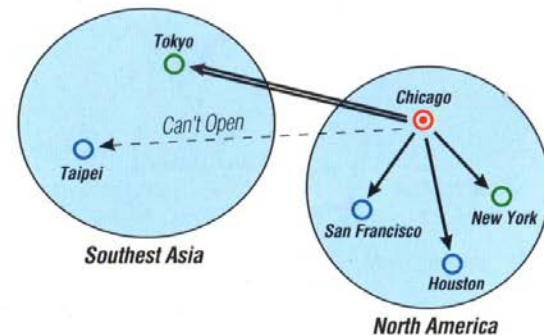 Tokyo
Chicago
Can't Open
Taipei
San Francisco
New York
Houston
Southest Asia
North America